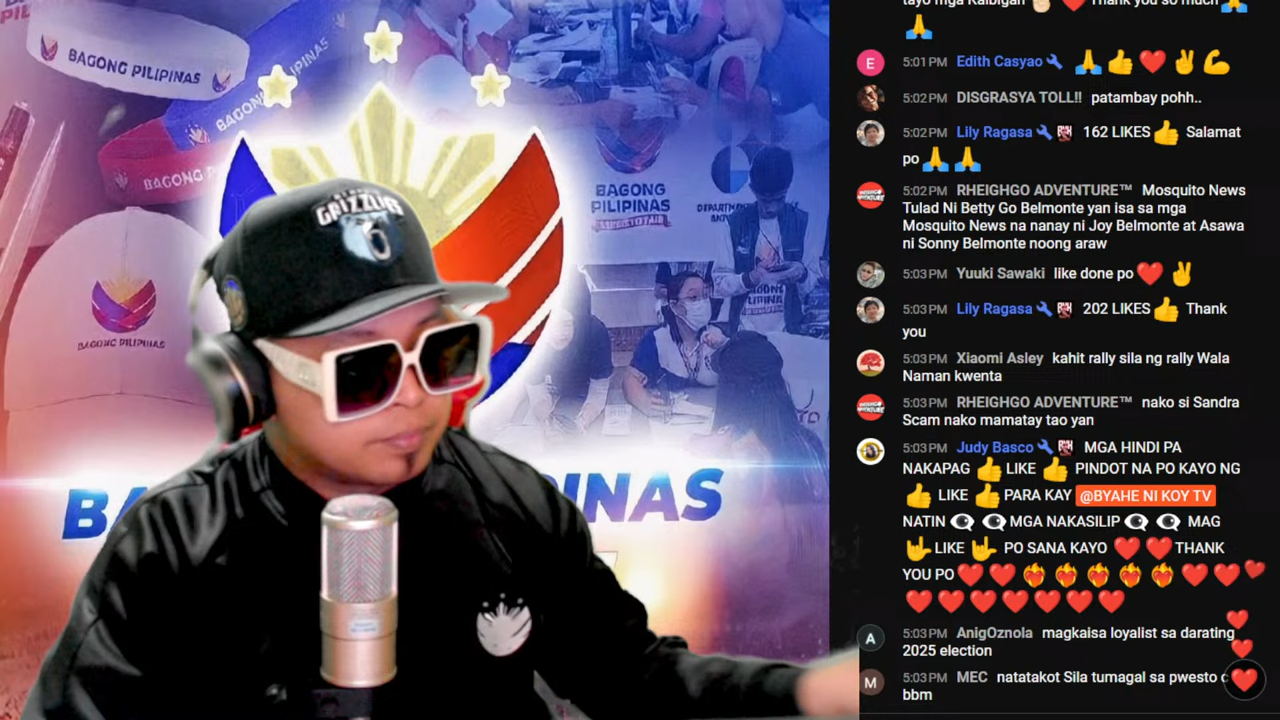 BAGONG PILIPINAS
BAGONG PILIPINAS
BAGONG P
BAGONG PILIPINAS
GRIZZLIES
BAGONG
PILIPINAS
BA
PINAS
tayo mga Kaibigan ✊🏻 ❤️ Thank you so much 🙏
🙏
E 5:01 PM Edith Casyao 🔧 🙏👍❤️✌️💪
5:02 PM DISGRASYA TOLL!! patambay pohh..
5:02 PM Lily Ragasa 🔧 162 LIKES 👍 Salamat
po 🙏 🙏
5:02 PM RHEIGHGO ADVENTURE™ Mosquito News
Tulad Ni Betty Go Belmonte yan isa sa mga
Mosquito News na nanay ni Joy Belmonte at Asawa
ni Sonny Belmonte noong araw
5:03 PM Yuuki Sawaki like done po ❤️ ✌️
5:03 PM Lily Ragasa 🔧 202 LIKES 👍 Thank
you
5:03 PM Xiaomi Asley kahit rally sila ng rally Wala
Naman kwenta
5:03 PM RHEIGHGO ADVENTURE™ nako si Sandra
Scam nako mamatay tao yan
5:03 PM Judy Basco 🔧 MGA HINDI PA
NAKAPAG 👍 LIKE 👍 PINDOT NA PO KAYO NG
👍 LIKE 👍 PARA KAY @BYAHE NI KOY TV
NATIN 👁️‍🗨️ 👁️‍🗨️ MGA NAKASILIP 👁️‍🗨️ 👁️‍🗨️ MAG
🤟 LIKE 🤟 PO SANA KAYO ❤️ ❤️ THANK
YOU PO ❤️ ❤️ ❤️‍🔥 ❤️‍🔥 ❤️‍🔥 ❤️‍🔥 ❤️‍🔥 ❤️ ❤️ ❤️
❤️ ❤️ ❤️ ❤️ ❤️ ❤️ ❤️
A 5:03 PM AnigOznola magkaisa loyalist sa darating
2025 election
M 5:03 PM MEC natatakot Sila tumagal sa pwesto
bbm